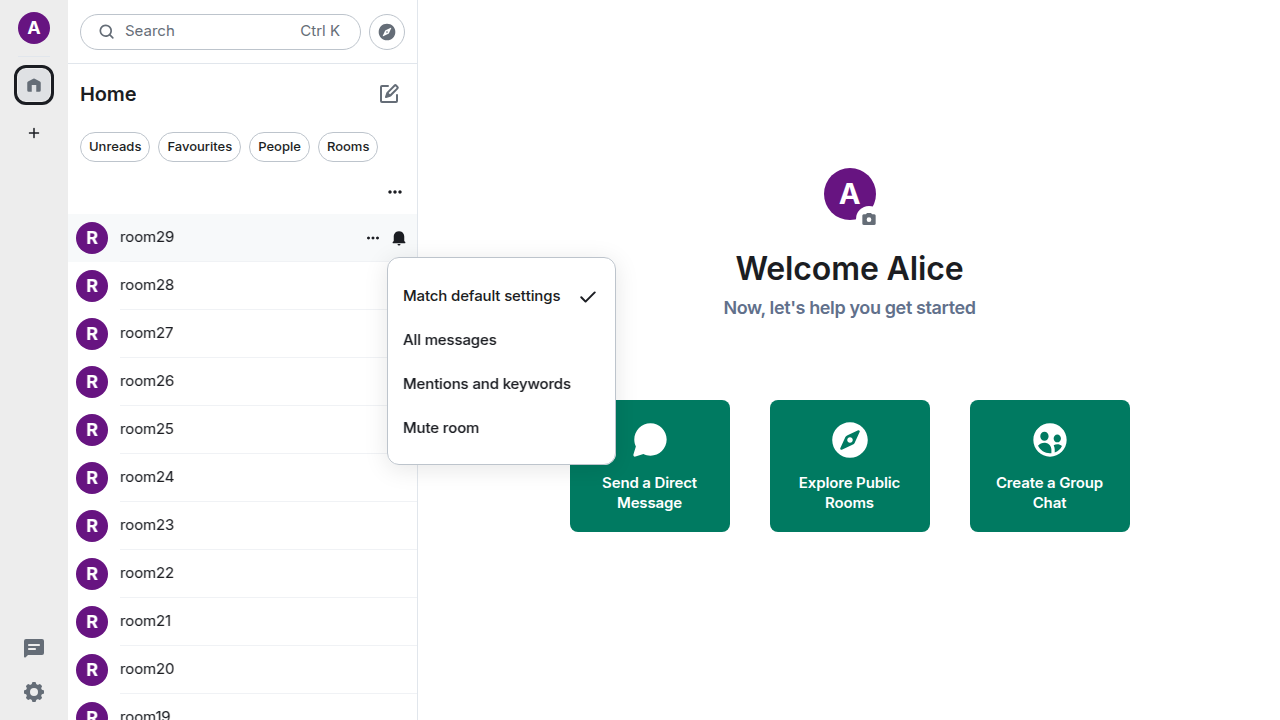 A
Search Ctrl K
Home
Unreads Favourites People Rooms
R room29
R room28
R room27
R room26
R room25
R room24
R room23
R room22
R room21
R room20
R room19
Match default settings
All messages
Mentions and keywords
Mute room
A
Welcome Alice
Now, let's help you get started
Send a Direct
Message
Explore Public
Rooms
Create a Group
Chat